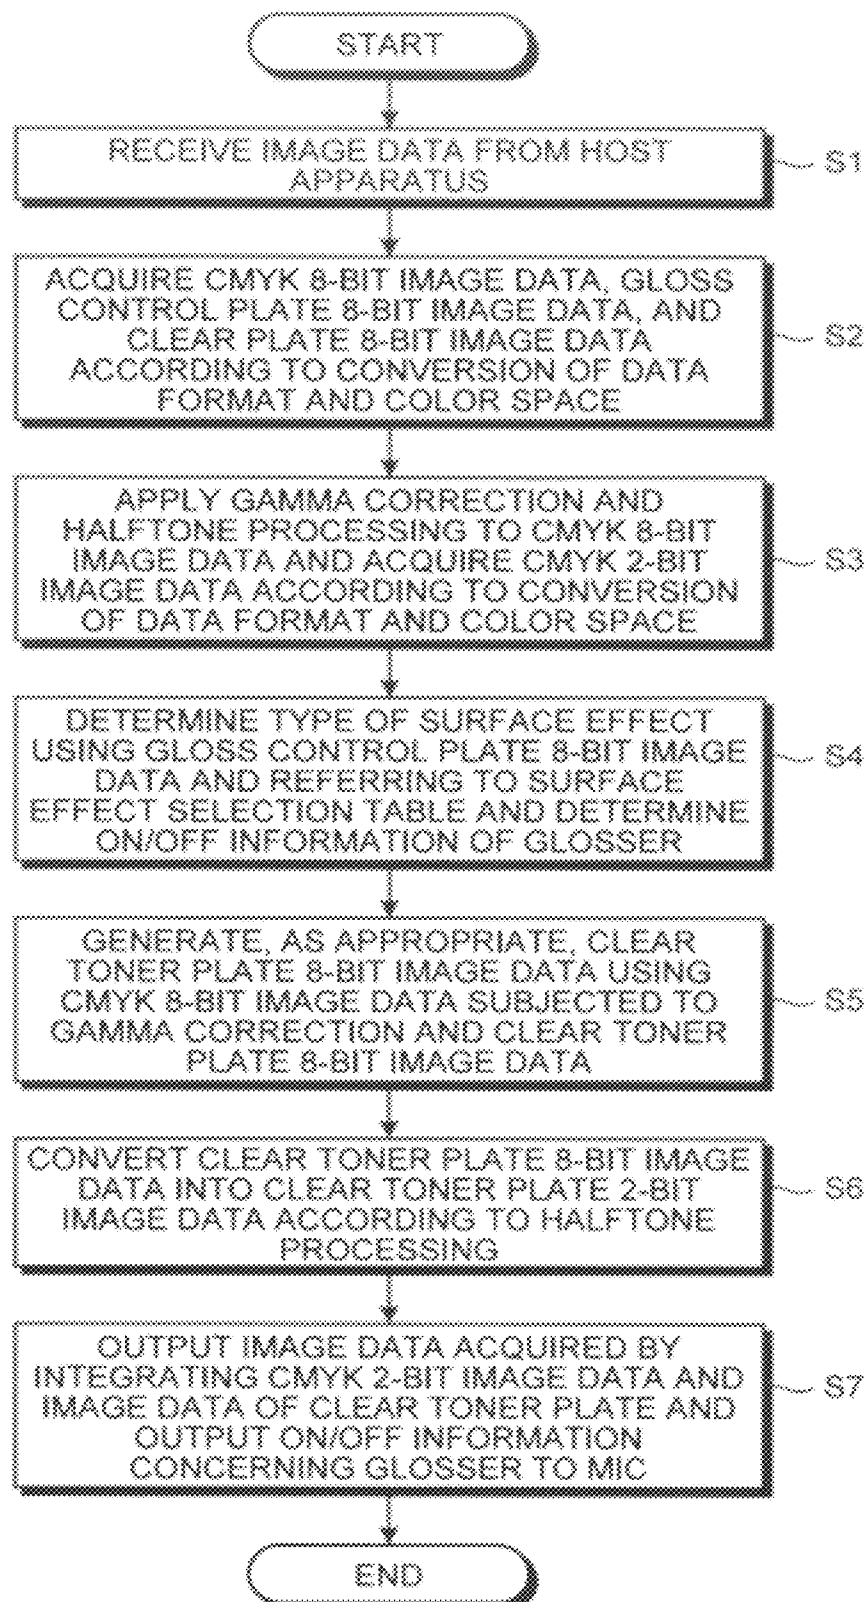 START
RECEIVE IMAGE DATA FROM HOST
APPARATUS
S1
ACQUIRE CMYK 8-BIT IMAGE DATA, GLOSS
CONTROL PLATE 8-BIT IMAGE DATA, AND
CLEAR PLATE 8-BIT IMAGE DATA
ACCORDING TO CONVERSION OF DATA
FORMAT AND COLOR SPACE
S2
APPLY GAMMA CORRECTION AND
HALFTONE PROCESSING TO CMYK 8-BIT
IMAGE DATA AND ACQUIRE CMYK 2-BIT
IMAGE DATA ACCORDING TO CONVERSION
OF DATA FORMAT AND COLOR SPACE
S3
DETERMINE TYPE OF SURFACE EFFECT
USING GLOSS CONTROL PLATE 8-BIT IMAGE
DATA AND REFERRING TO SURFACE
EFFECT SELECTION TABLE AND DETERMINE
ON/OFF INFORMATION OF GLOSSER
S4
GENERATE, AS APPROPRIATE, CLEAR
TONER PLATE 8-BIT IMAGE DATA USING
CMYK 8-BIT IMAGE DATA SUBJECTED TO
GAMMA CORRECTION AND CLEAR TONER
PLATE 8-BIT IMAGE DATA
S5
CONVERT CLEAR TONER PLATE 8-BIT IMAGE
DATA INTO CLEAR TONER PLATE 2-BIT
IMAGE DATA ACCORDING TO HALFTONE
PROCESSING
S6
OUTPUT IMAGE DATA ACQUIRED BY
INTEGRATING CMYK 2-BIT IMAGE DATA AND
IMAGE DATA OF CLEAR TONER PLATE AND
OUTPUT ON/OFF INFORMATION
CONCERNING GLOSSER TO MIC
S7
END